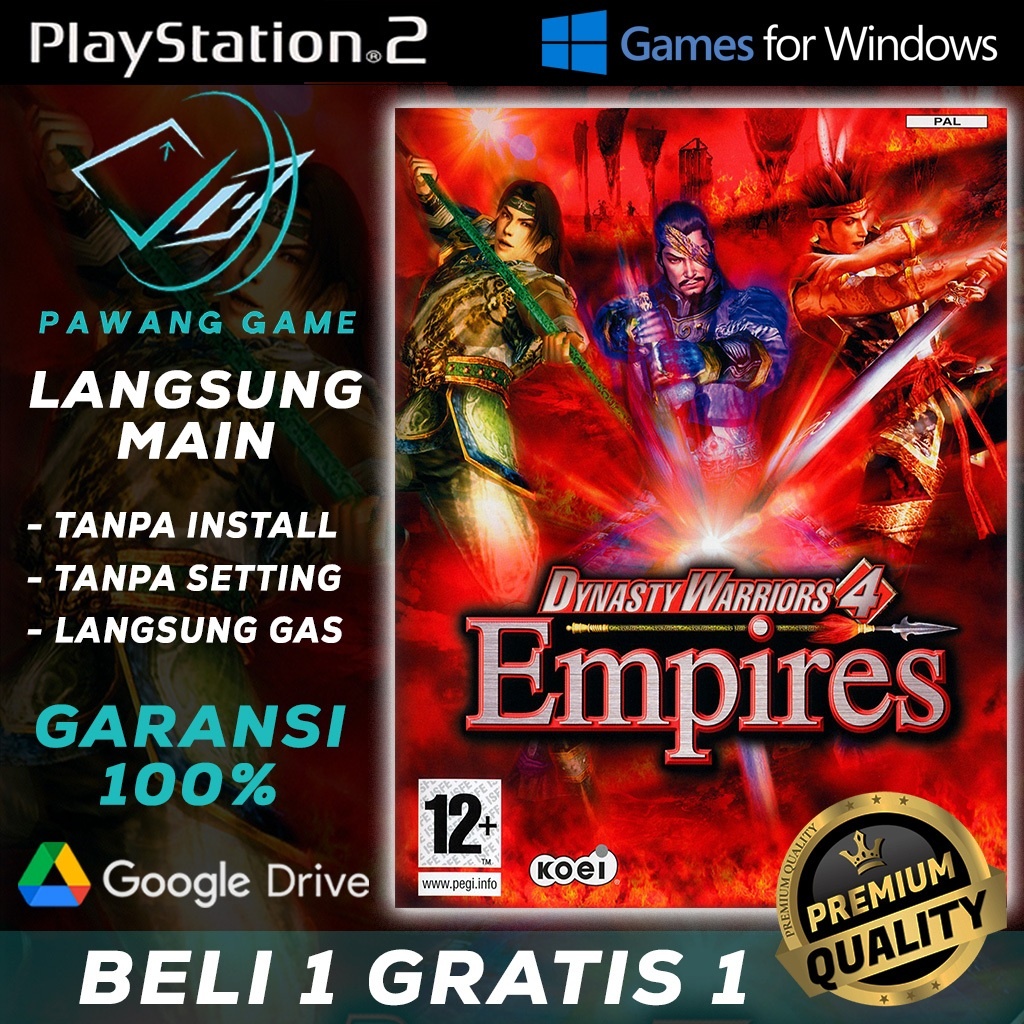 PlayStation®2
Games for Windows
PAWANG GAME
LANGSUNG
MAIN
- TANPA INSTALL
- TANPA SETTING
- LANGSUNG GAS
GARANSI
100%
Google Drive
PAL
DYNASTY WARRIORS 4
Empires
12+
TM
www.pegi.info
KOEI
PREMIUM QUALITY
PREMIUM
QUALITY
BELI 1 GRATIS 1